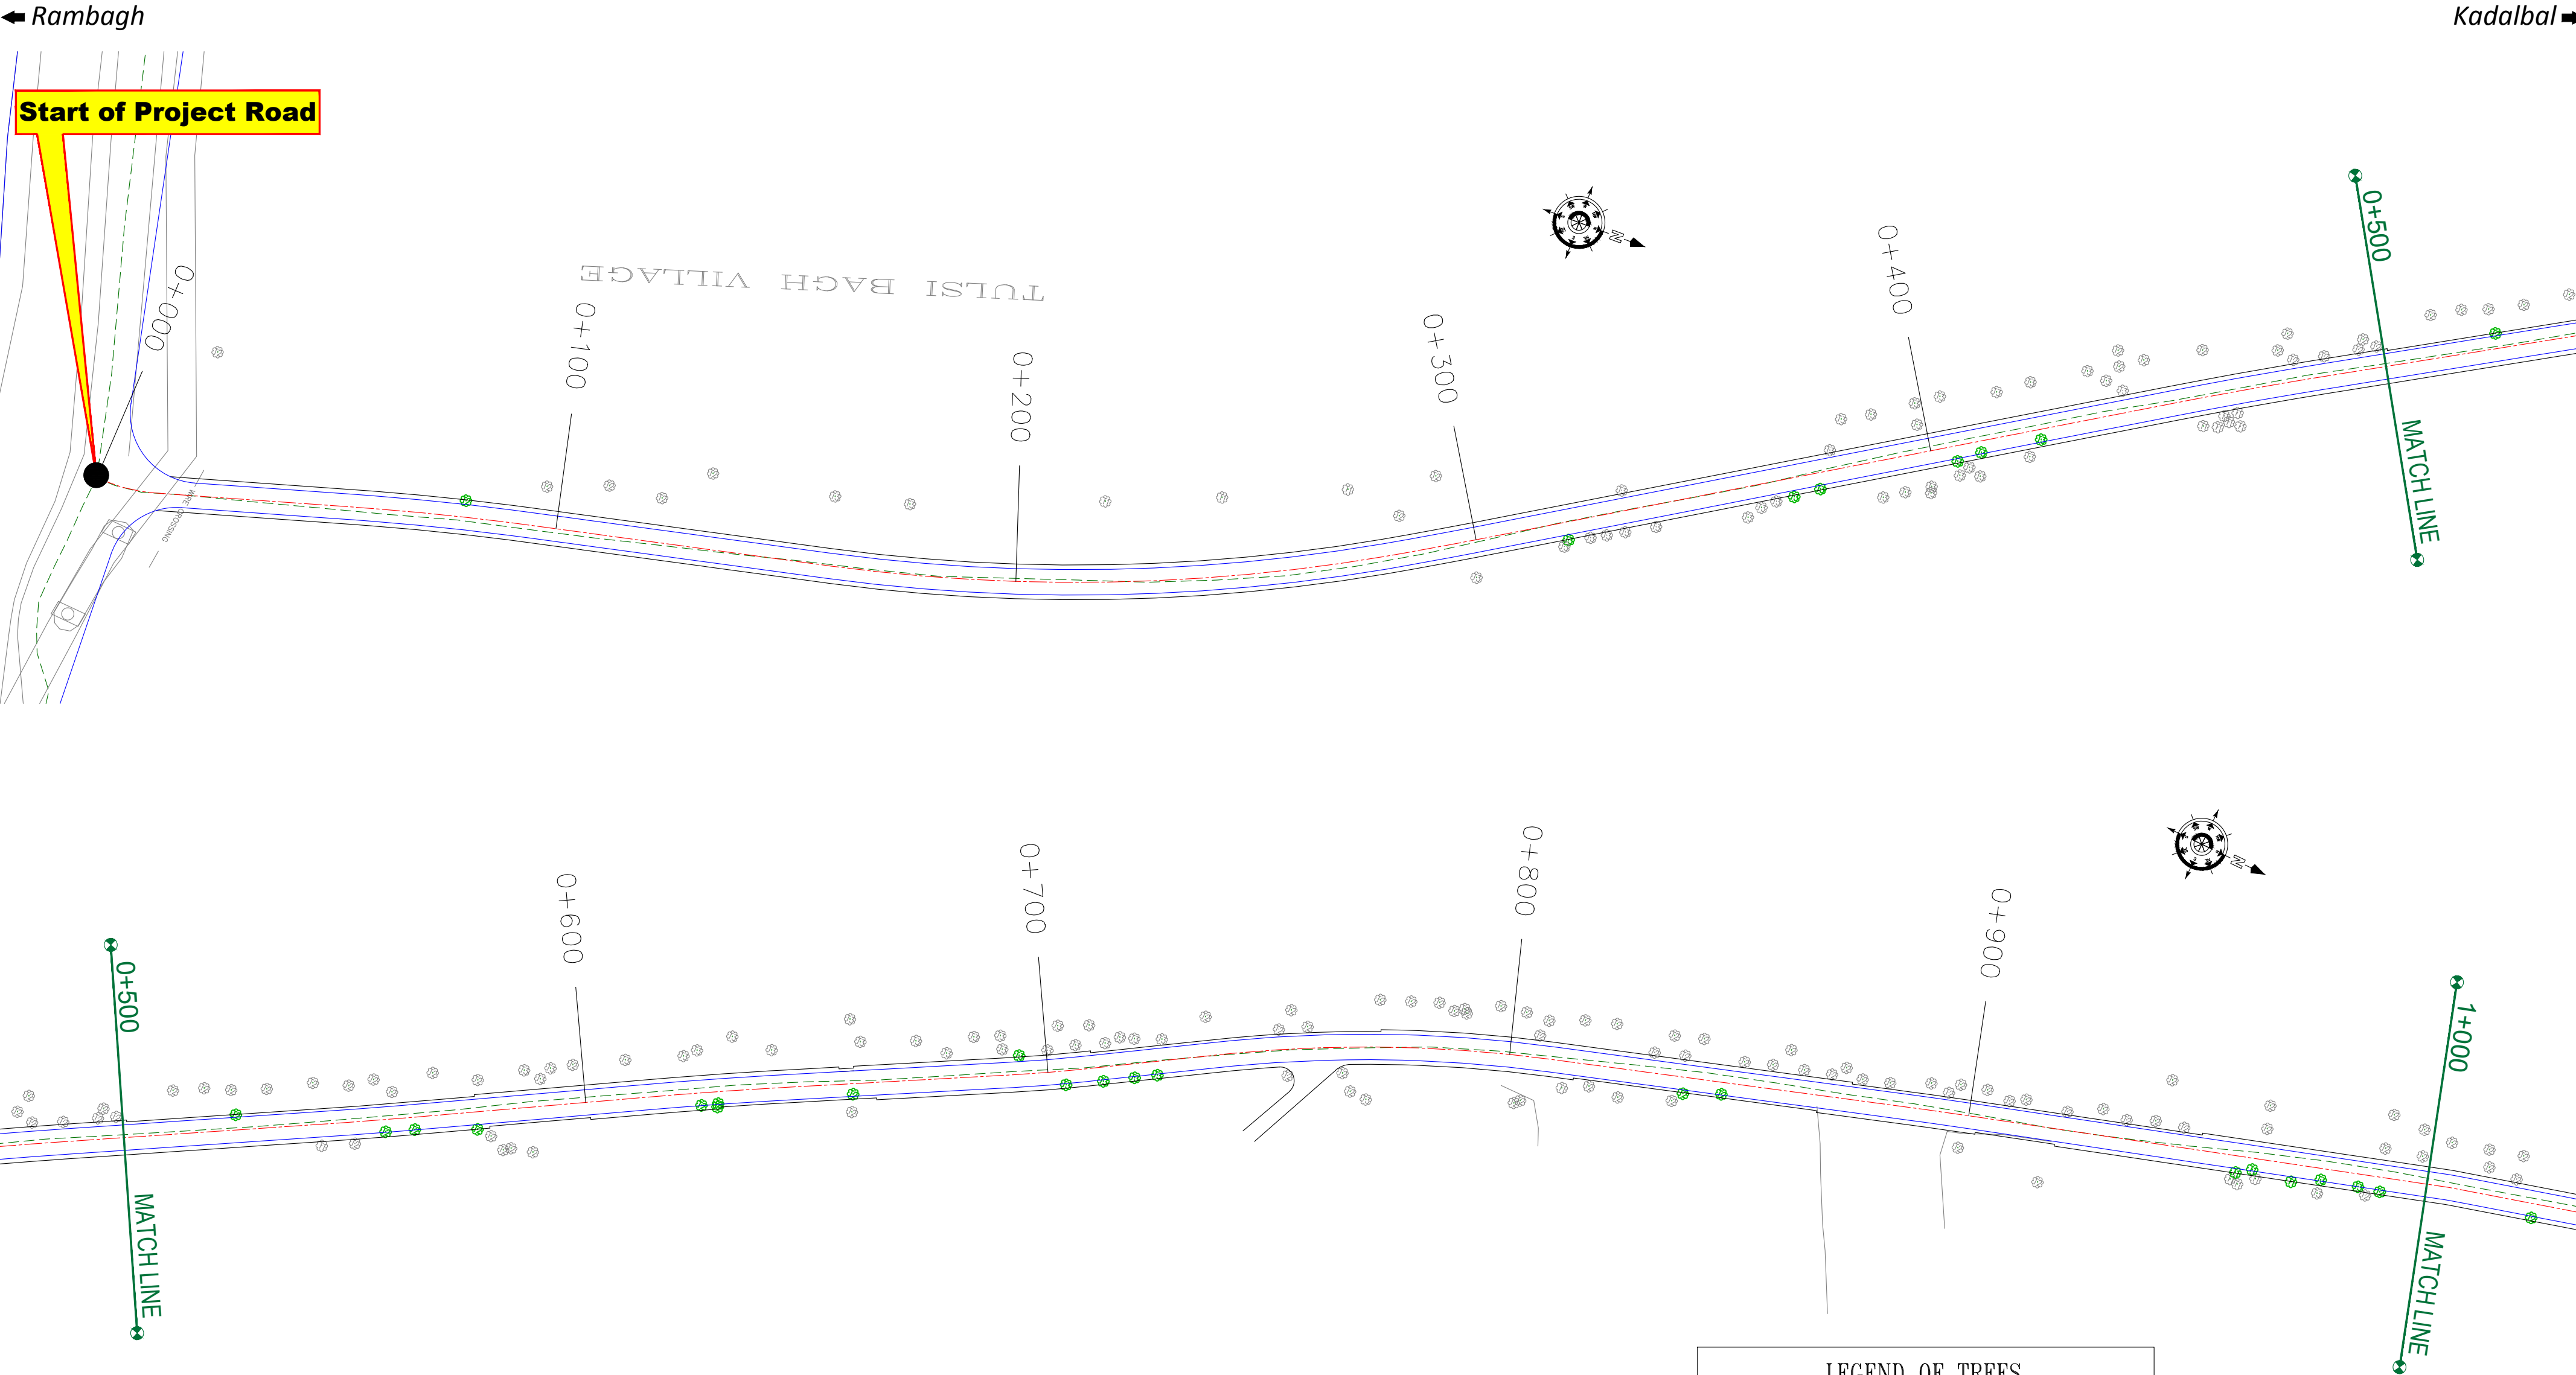 Rambagh
Kadalbal
Start of Project Road
0+000
TULSI BAGH VILLAGE
0+100
0+200
0+300
0+400
0+500
MATCH LINE
N
WIRE CROSSING
0+500
MATCH LINE
0+600
0+700
0+800
0+900
N
1+000
MATCH LINE
LEGEND OF TREES